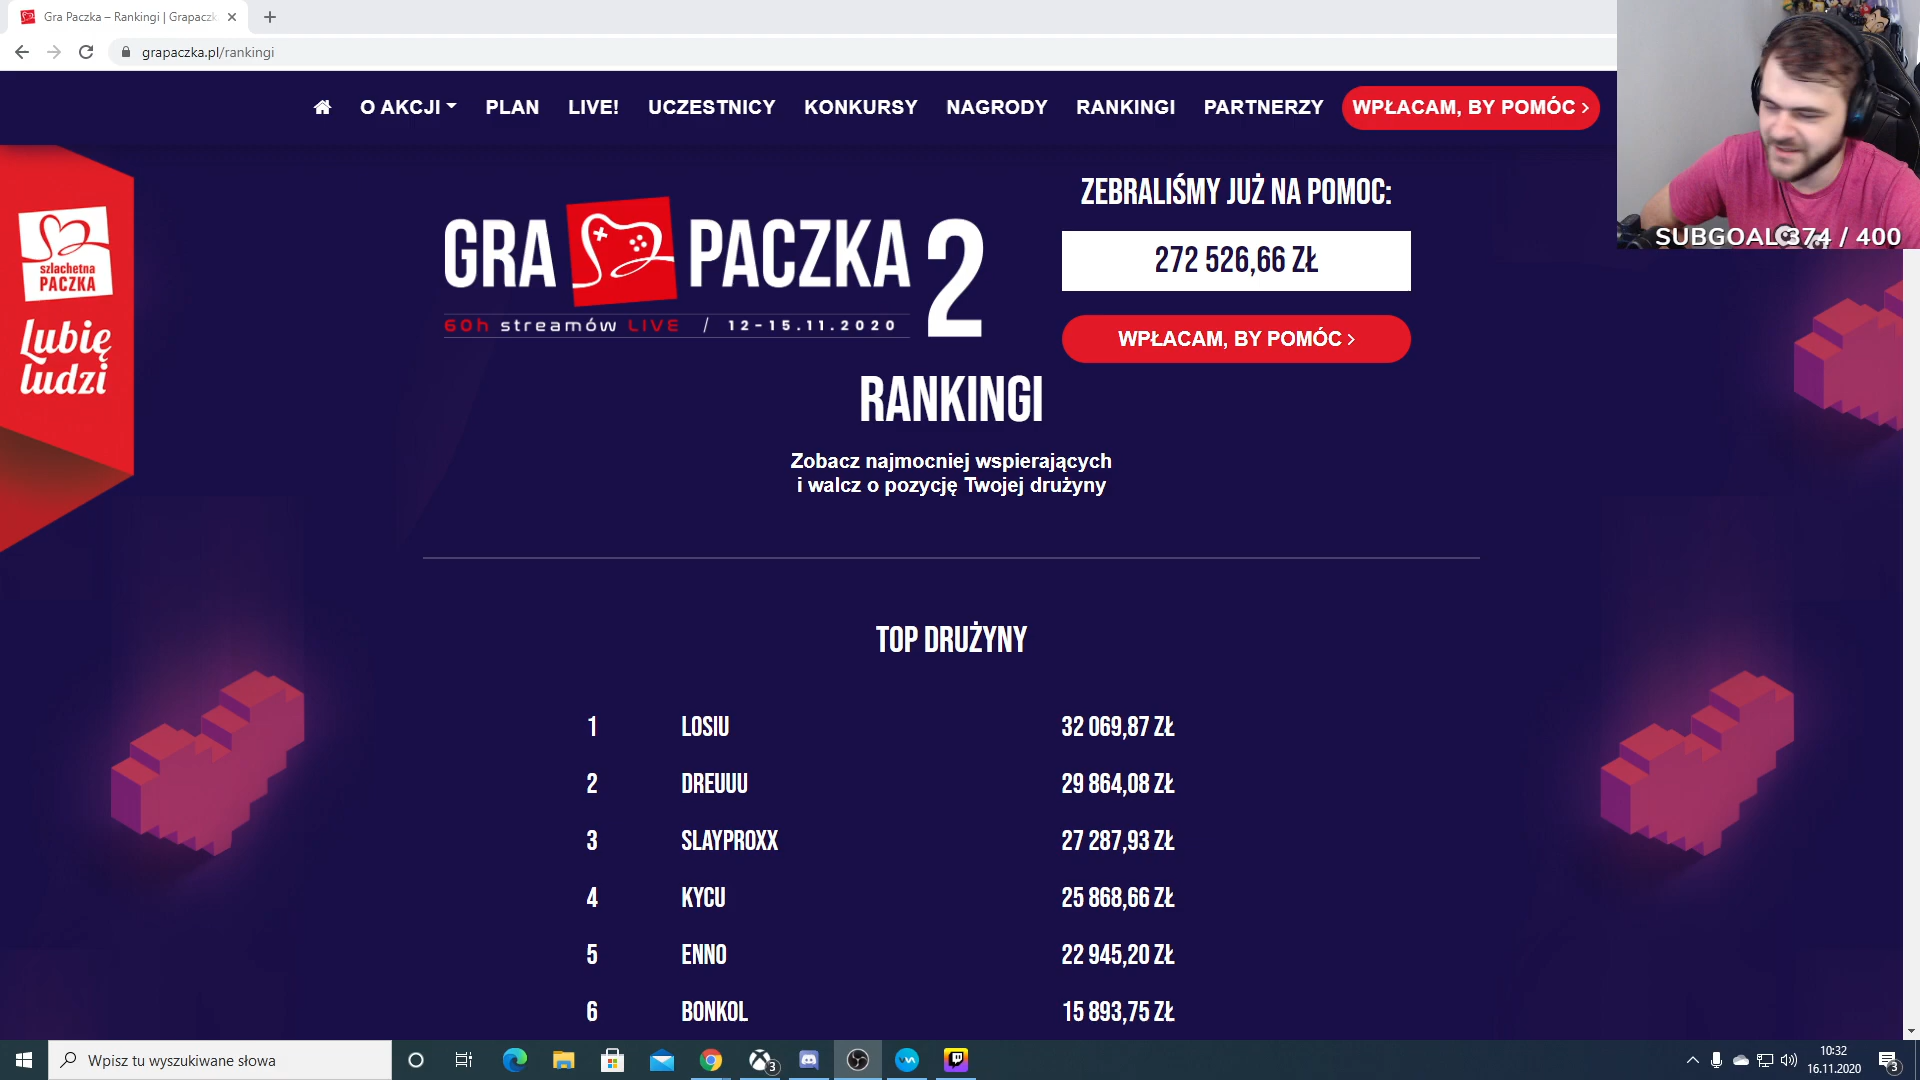 Gra Paczka – Rankingi | Grapaczk
grapaczka.pl/rankingi
O AKCJI PLAN LIVE! UCZESTNICY KONKURSY NAGRODY RANKINGI PARTNERZY WPŁACAM, BY POMÓC >
SUBGOAL 374 / 400
szlachetna
PACZKA
Lubię
ludzi
GRA PACZKA 2
60h streamów LIVE / 12-15.11.2020
ZEBRALIŚMY JUŻ NA POMOC:
272 526,66 ZŁ
WPŁACAM, BY POMÓC >
RANKINGI
Zobacz najmocniej wspierających
i walcz o pozycję Twojej drużyny
TOP DRUŻYNY
1 LOSIU 32 069,87 ZŁ
2 DREUUU 29 864,08 ZŁ
3 SLAYPROXX 27 287,93 ZŁ
4 KYCU 25 868,66 ZŁ
5 ENNO 22 945,20 ZŁ
6 BONKOL 15 893,75 ZŁ
Wpisz tu wyszukiwane słowa
3
10:32
16.11.2020
3